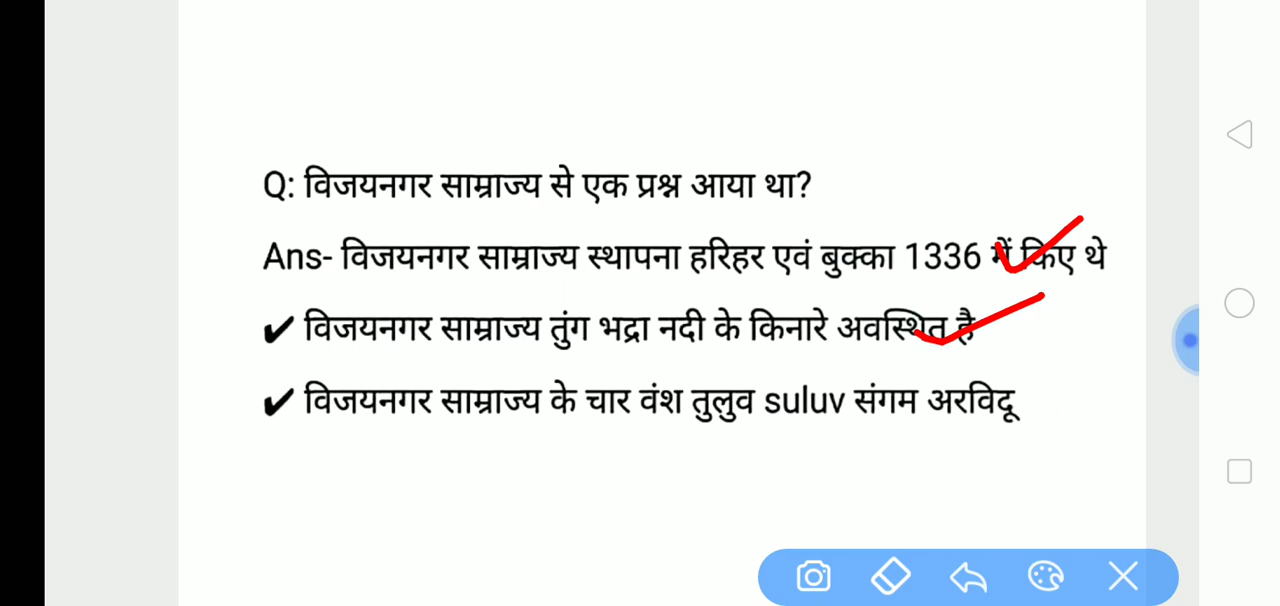 Q: विजयनगर साम्राज्य से एक प्रश्न आया था?
Ans- विजयनगर साम्राज्य स्थापना हरिहर एवं बुक्का 1336 में किए थे
✔ विजयनगर साम्राज्य तुंग भद्रा नदी के किनारे अवस्थित है
✔ विजयनगर साम्राज्य के चार वंश तुलुव suluv संगम अरविदू